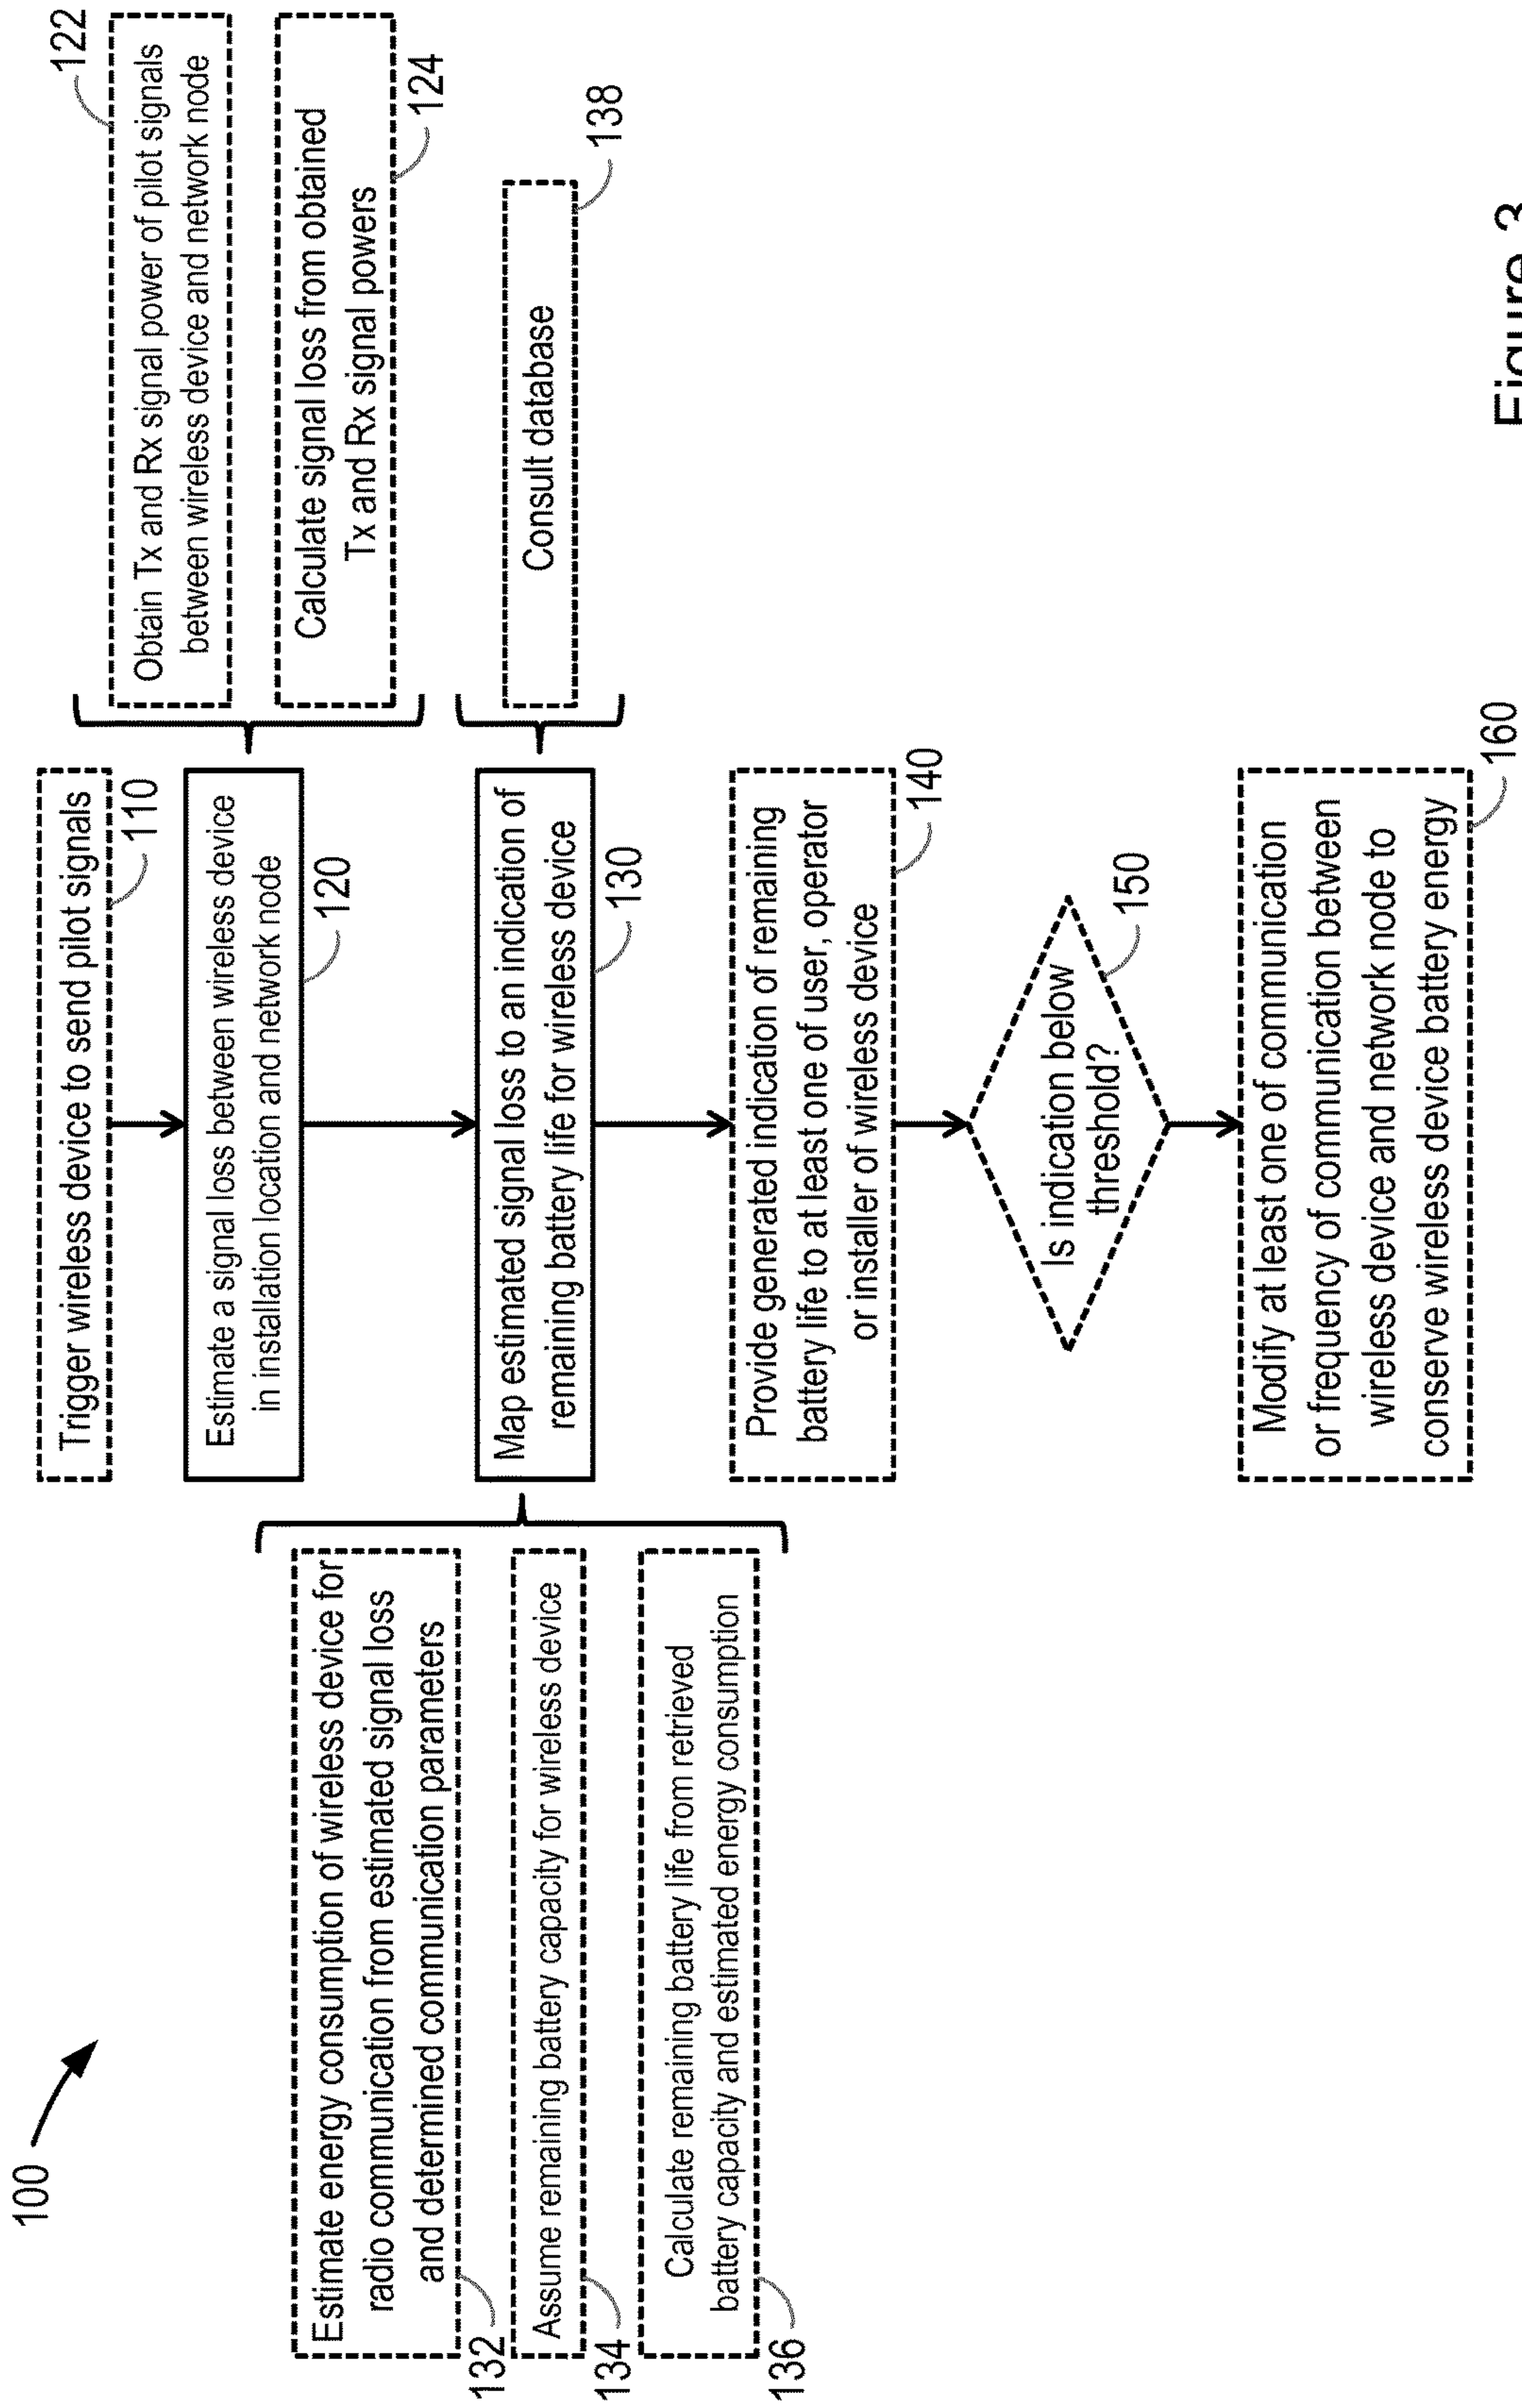 100
Trigger wireless device to send pilot signals
110
Estimate a signal loss between wireless device
in installation location and network node
120
Obtain Tx and Rx signal power of pilot signals
between wireless device and network node
122
Calculate signal loss from obtained
Tx and Rx signal powers
124
Map estimated signal loss to an indication of
remaining battery life for wireless device
130
Estimate energy consumption of wireless device for
radio communication from estimated signal loss
and determined communication parameters
132
Assume remaining battery capacity for wireless device
134
Calculate remaining battery life from retrieved
battery capacity and estimated energy consumption
136
Consult database
138
Provide generated indication of remaining
battery life to at least one of user, operator
or installer of wireless device
140
Is indication below
threshold?
150
Modify at least one of communication
or frequency of communication between
wireless device and network node to
conserve wireless device battery energy
160
Figure 3